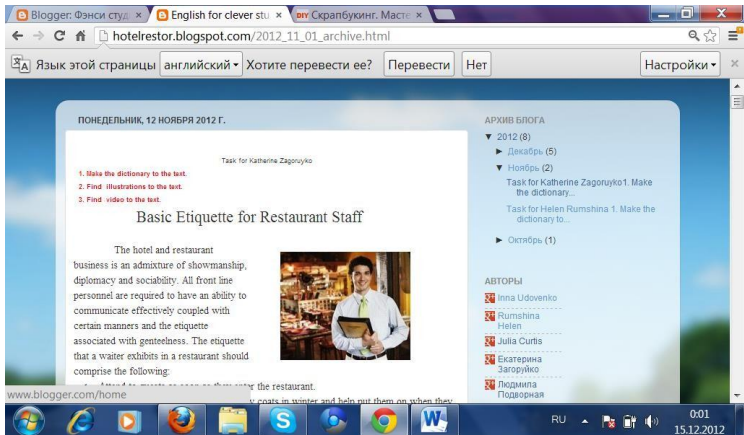 Blogger: Фэнси студ
English for clever stu
DIY Скрапбукинг. Масте
hotelrestor.blogspot.com/2012_11_01_archive.html
Язык этой страницы английский Хотите перевести ее? Перевести Нет Настройки
ПОНЕДЕЛЬНИК, 12 НОЯБРЯ 2012 Г.
Task for Katherine Zagoruyko
1. Make the dictionary to the text.
2. Find illustrations to the text.
3. Find video to the text.
Basic Etiquette for Restaurant Staff
The hotel and restaurant
business is an admixture of showmanship,
diplomacy and sociability. All front line
personnel are required to have an ability to
communicate effectively coupled with
certain manners and the etiquette
associated with genteelness. The etiquette
that a waiter exhibits in a restaurant should
comprise the following:
Attend to guests as soon as they enter the restaurant.
coats in winter and help put them on when they
АРХИВ БЛОГА
▼ 2012 (8)
► Декабрь (5)
▼ Ноябрь (2)
Task for Katherine Zagoruyko1. Make
the dictionary...
Task for Helen Rumshina 1. Make the
dictionary to...
► Октябрь (1)
АВТОРЫ
Inna Udovenko
Rumshina
Helen
Julia Curtis
Екатерина
Загоруйко
Людмила
Подворная
www.blogger.com/home
RU
0:01
15.12.2012